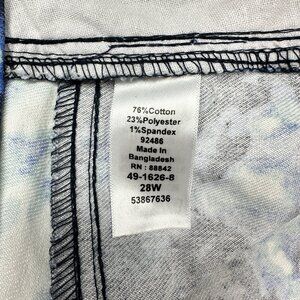 76%Cotton
23%Polyester
1%Spandex
92486
Made In
Bangladesh
RN : 88842
49-1626-8
28W
53867636